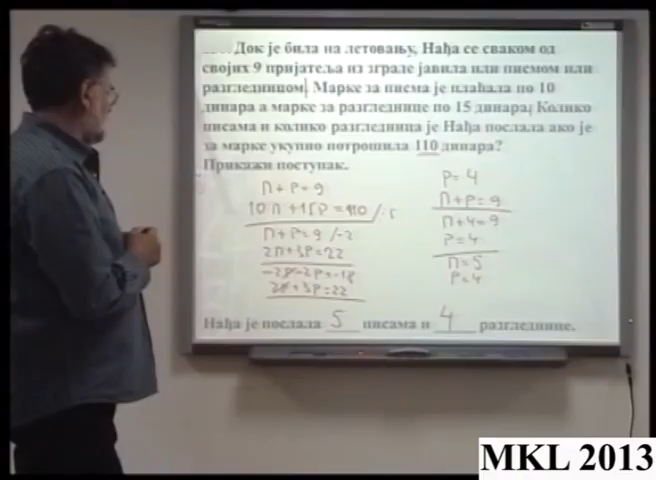 Док је била на летовању, Нађа се сваком од
својих 9 пријатеља из зграде јавила или писмом или
разгледницом. Марке за писма је плаћала по 10
динара а марке за разгледнице по 15 динара. Колико
писама и колико разгледница је Нађа послала ако је
за марке укупно потрошила 110 динара?
Прикажи поступак.
П + Р = 9
10П + 15Р = 110 /:5
П + Р = 9 /-2
2П + 3Р = 22
-2П - 2Р = -18
2П + 3Р = 22
Р = 4
П + Р = 9
П + 4 = 9
Р = 4
П = 5
Р = 4
Нађа је послала 5 писама и 4 разгледнице.
MKL 2013